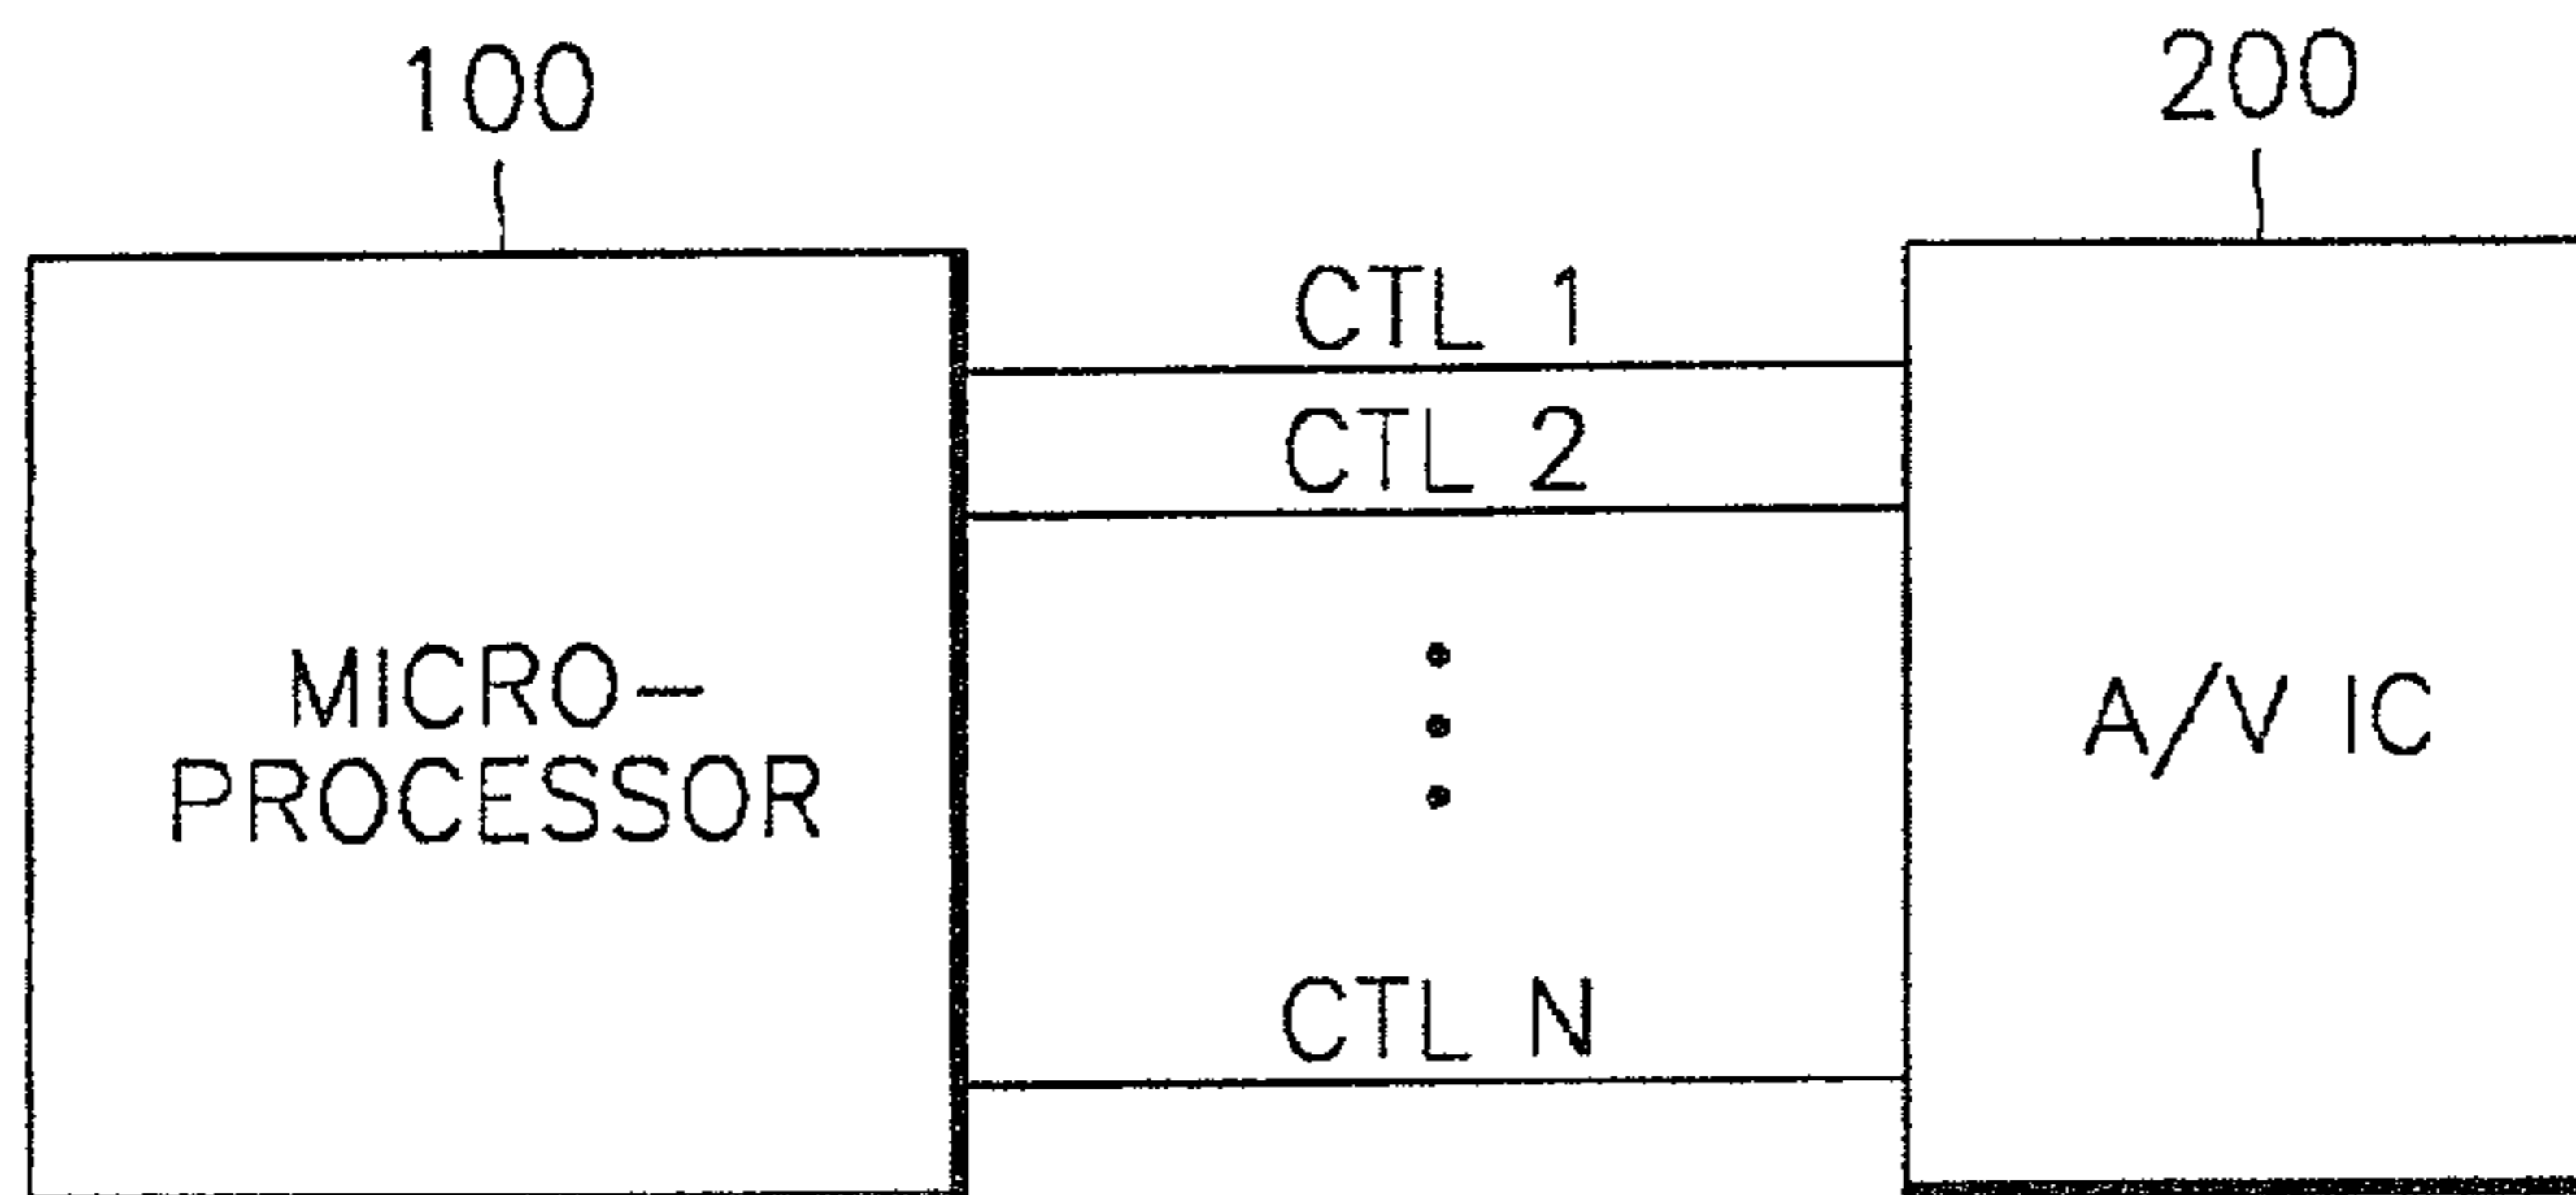 100
200
CTL 1
CTL 2
MICRO-
PROCESSOR
A/V IC
CTL N